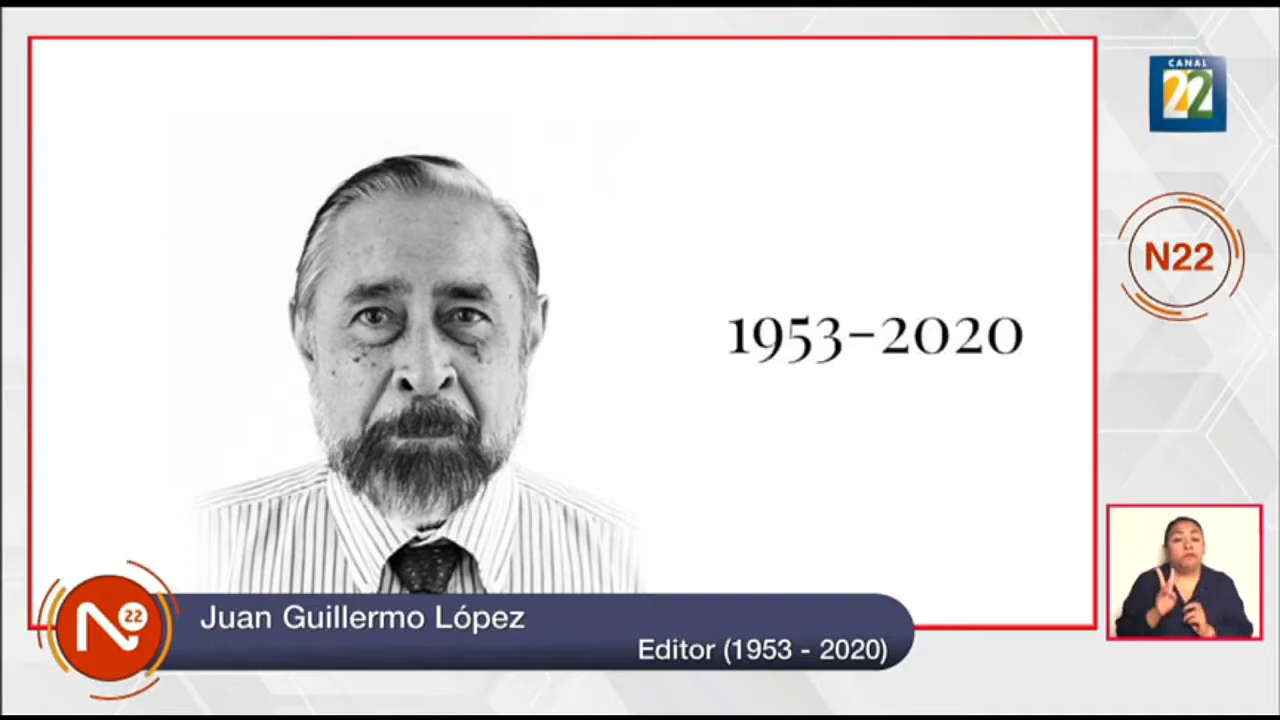 CANAL
22
N22
1953-2020
N22
Juan Guillermo López
Editor (1953 - 2020)